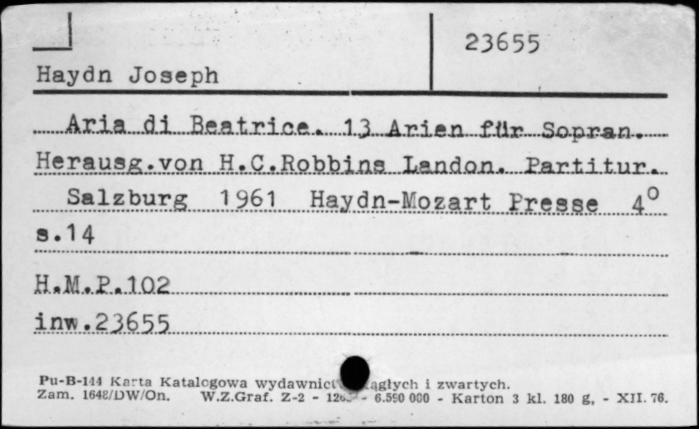 23655
Haydn Joseph
Aria di Beatrice. 13 Arien für Sopran.
Herausg.von H.C.Robbins Landon. Partitur.
Salzburg 1961 Haydn-Mozart Presse 4°
s.14
H.M.P.102
inw.23655
Pu-B-144 Karta Katalogowa wydawnict ągłych i zwartych.
Zam. 1648/DW/On. W.Z.Graf. Z-2 - - 6.590 000 - Karton 3 kl. 180 g, - XII. 76.